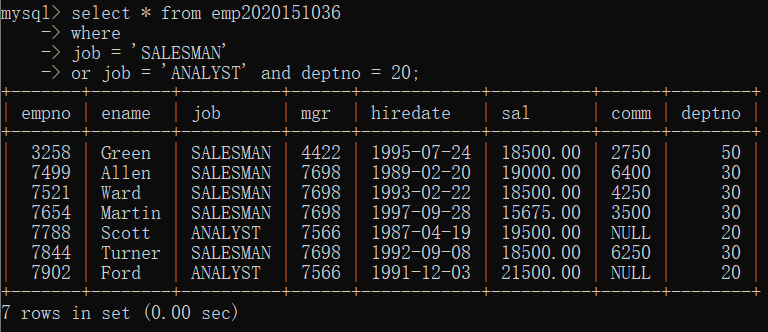 mysql> select * from emp2020151036
    -> where
    -> job = 'SALESMAN'
    -> or job = 'ANALYST' and deptno = 20;
+-------+--------+----------+------+------------+----------+------+--------+
| empno | ename  | job      | mgr  | hiredate   | sal      | comm | deptno |
+-------+--------+----------+------+------------+----------+------+--------+
|  3258 | Green  | SALESMAN | 4422 | 1995-07-24 | 18500.00 | 2750 |     50 |
|  7499 | Allen  | SALESMAN | 7698 | 1989-02-20 | 19000.00 | 6400 |     30 |
|  7521 | Ward   | SALESMAN | 7698 | 1993-02-22 | 18500.00 | 4250 |     30 |
|  7654 | Martin | SALESMAN | 7698 | 1997-09-28 | 15675.00 | 3500 |     30 |
|  7788 | Scott  | ANALYST  | 7566 | 1987-04-19 | 19500.00 | NULL |     20 |
|  7844 | Turner | SALESMAN | 7698 | 1992-09-08 | 18500.00 | 6250 |     30 |
|  7902 | Ford   | ANALYST  | 7566 | 1991-12-03 | 21500.00 | NULL |     20 |
+-------+--------+----------+------+------------+----------+------+--------+
7 rows in set (0.00 sec)